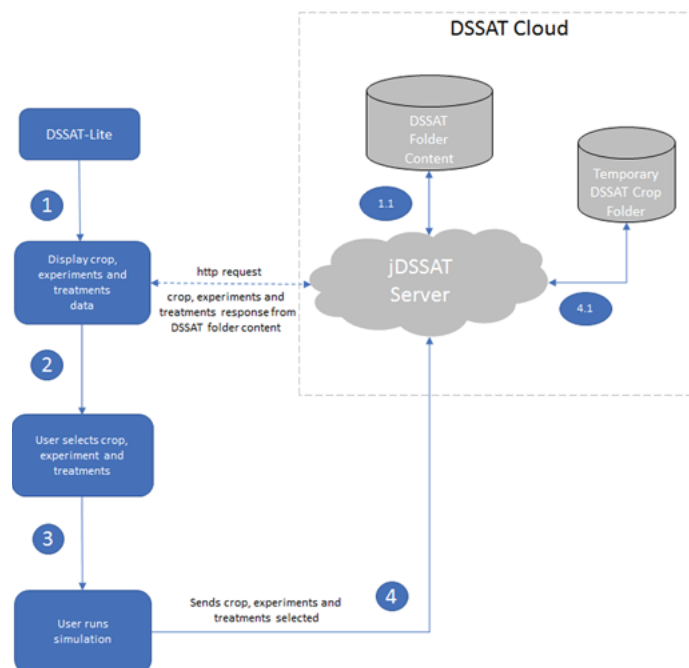 DSSAT Cloud
DSSAT
Folder
Content
Temporary
DSSAT Crop
Folder
DSSAT-Lite
1
1.1
Display crop,
experiments and
treatments
data
http request
crop, experiments and
treatments response from
DSSAT folder content
jDSSAT
Server
4.1
2
User selects crop,
experiment and
treatments
3
User runs
simulation
Sends crop, experiments and
treatments selected
4